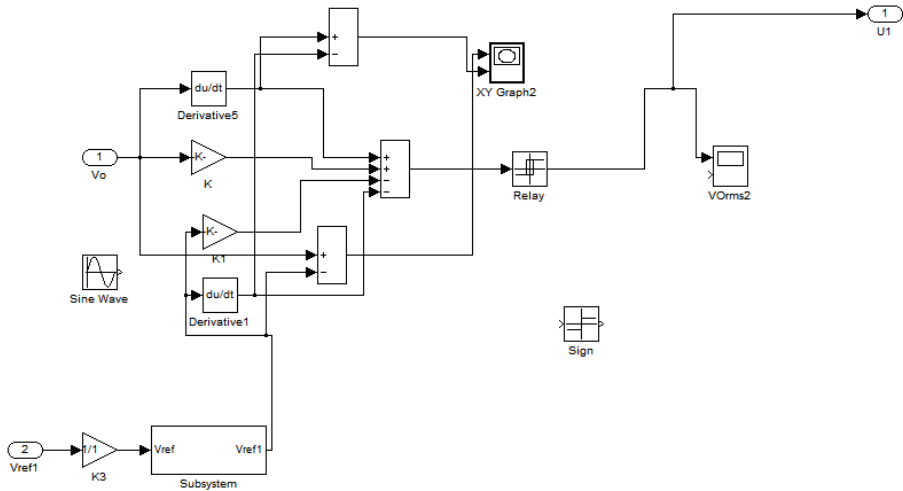 1
U1
+
−
XY Graph2
du/dt
Derivative5
1
Vo
K-
K
+
+
−
−
Relay
VOrms2
K-
K1
+
−
Sine Wave
du/dt
Derivative1
Sign
2
Vref1
1/1
K3
Vref
Vref1
Subsystem